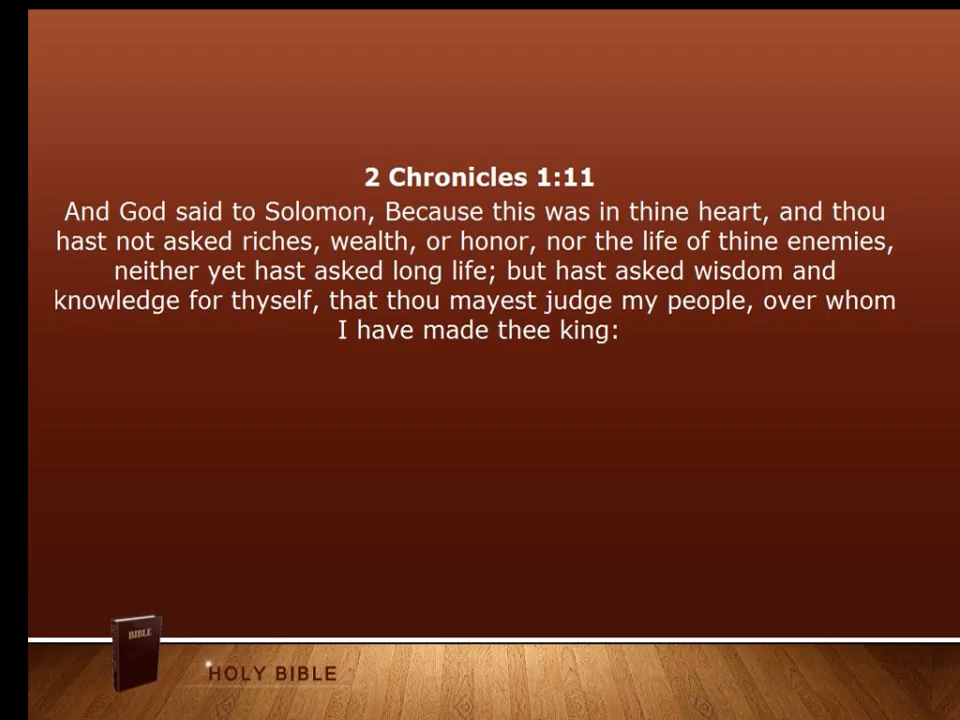 2 Chronicles 1:11
And God said to Solomon, Because this was in thine heart, and thou
hast not asked riches, wealth, or honor, nor the life of thine enemies,
neither yet hast asked long life; but hast asked wisdom and
knowledge for thyself, that thou mayest judge my people, over whom
I have made thee king:
BIBLE
HOLY BIBLE